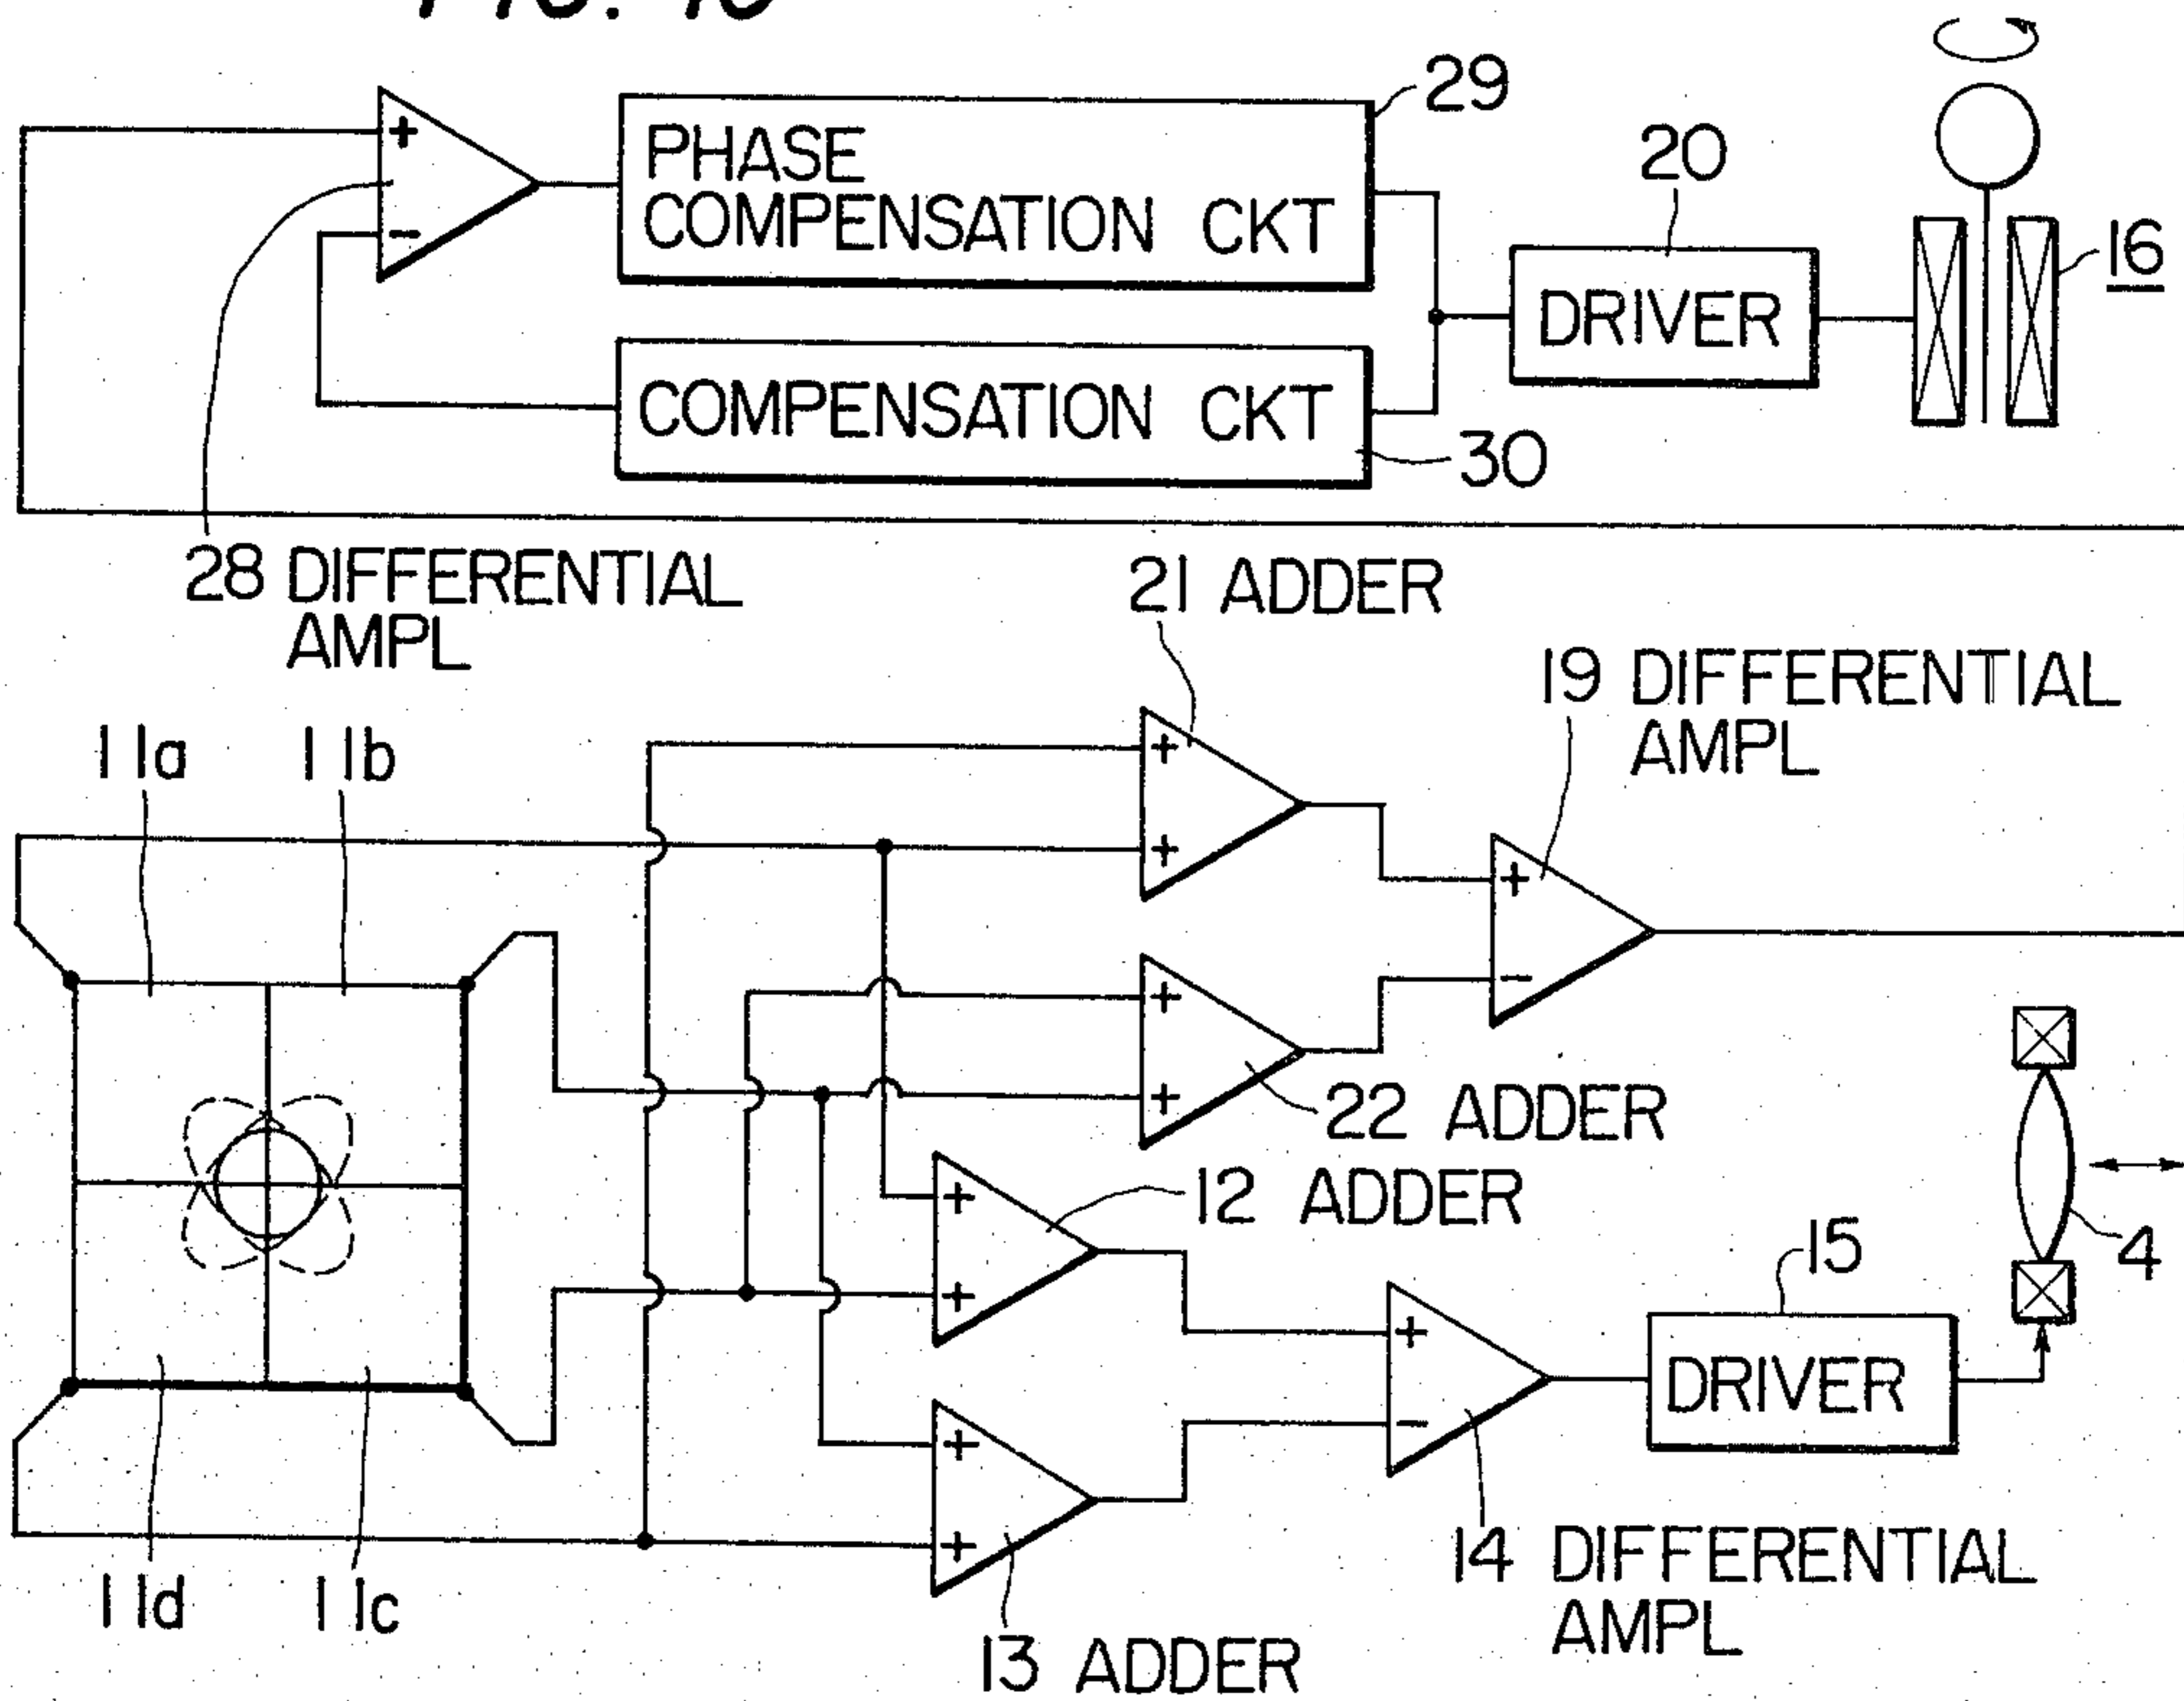 29
+
PHASE
COMPENSATION CKT
20
-
16
DRIVER
COMPENSATION CKT
30
28 DIFFERENTIAL
AMPL
21 ADDER
19 DIFFERENTIAL
AMPL
11a 11b
+
+
+
-
+
+
22 ADDER
12 ADDER
+
+
15
4
+
-
DRIVER
+
+
11d 11c
14 DIFFERENTIAL
AMPL
13 ADDER